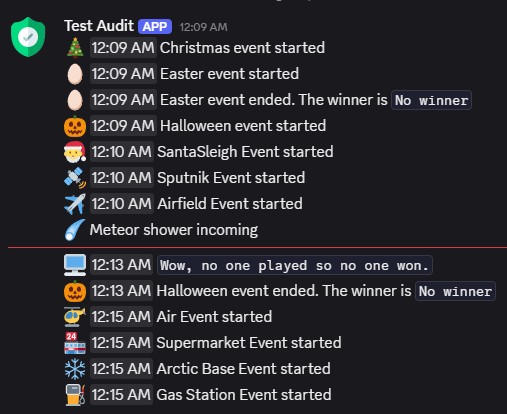 Test Audit APP 12:09 AM
12:09 AM Christmas event started
12:09 AM Easter event started
12:09 AM Easter event ended. The winner is No winner
12:09 AM Halloween event started
12:10 AM SantaSleigh Event started
12:10 AM Sputnik Event started
12:10 AM Airfield Event started
Meteor shower incoming
12:13 AM Wow, no one played so no one won.
12:13 AM Halloween event ended. The winner is No winner
12:15 AM Air Event started
24
12:15 AM Supermarket Event started
12:15 AM Arctic Base Event started
12:15 AM Gas Station Event started